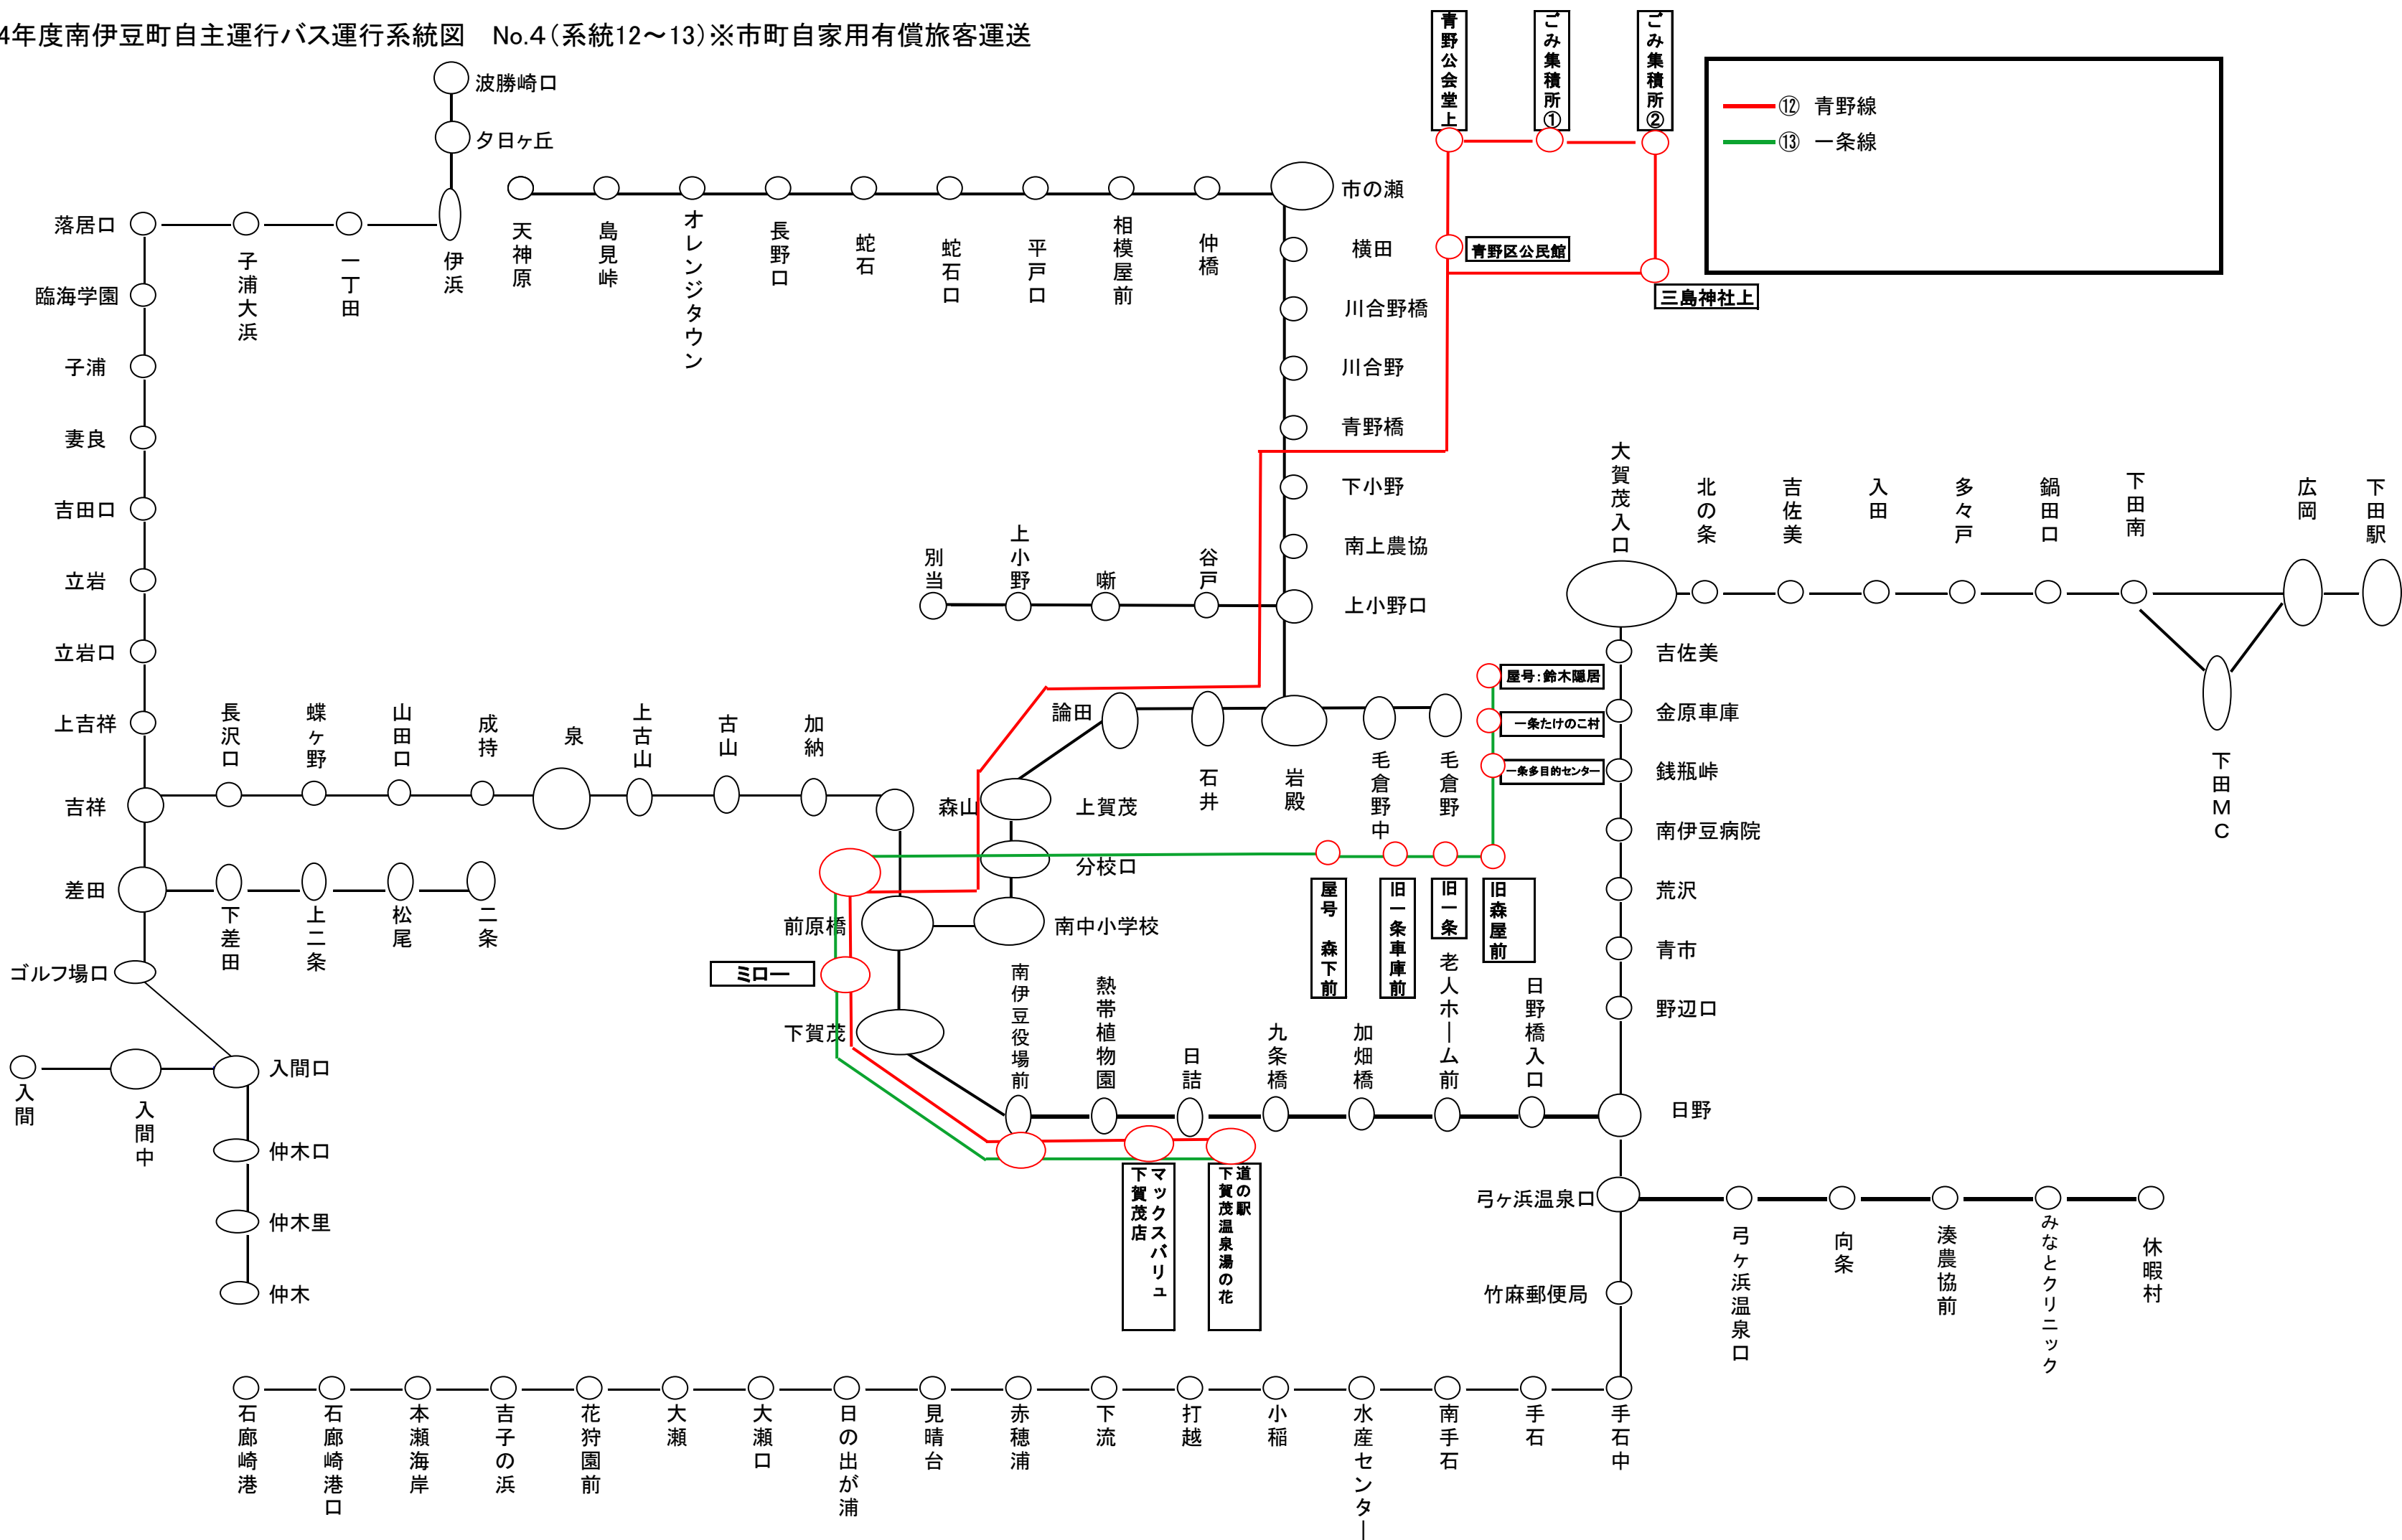 4年度南伊豆町自主運行バス運行系統図　No.4（系統12～13）※市町自家用有償旅客運送
⑫　青野線
⑬　一条線
青野公会堂上
ごみ集積所①
ごみ集積所②
青野区公民館
三島神社上
波勝崎口
夕日ヶ丘
伊浜
一丁田
子浦大浜
落居口
臨海学園
子浦
妻良
吉田口
立岩
立岩口
上吉祥
吉祥
差田
ゴルフ場口
入間口
入間中
入間
仲木口
仲木里
仲木
天神原
島見峠
オレンジタウン
長野口
蛇石
蛇石口
平戸口
相模屋前
仲橋
市の瀬
横田
川合野橋
川合野
青野橋
下小野
南上農協
上小野口
別当
上小野
噺
谷戸
論田
石井
岩殿
毛倉野中
毛倉野
長沢口
蝶ヶ野
山田口
成持
泉
上古山
古山
加納
森山
上賀茂
分校口
前原橋
南中小学校
下賀茂
ミロー
下差田
上二条
松尾
二条
屋号：鈴木隠居
一条たけのこ村
一条多目的センター
屋号　森下前
旧一条車庫前
旧一条
旧森屋前
南伊豆役場前
熱帯植物園
日詰
九条橋
加畑橋
老人ホーム前
日野橋入口
日野
マックスバリュ
下賀茂店
道の駅
下賀茂温泉湯の花
大賀茂入口
北の条
吉佐美
入田
多々戸
鍋田口
下田南
広岡
下田駅
下田ＭＣ
吉佐美
金原車庫
銭瓶峠
南伊豆病院
荒沢
青市
野辺口
弓ヶ浜温泉口
弓ヶ浜温泉口
向条
湊農協前
みなとクリニック
休暇村
竹麻郵便局
石廊崎港
石廊崎港口
本瀬海岸
吉子の浜
花狩園前
大瀬
大瀬口
日の出が浦
見晴台
赤穂浦
下流
打越
小稲
水産センター
南手石
手石
手石中